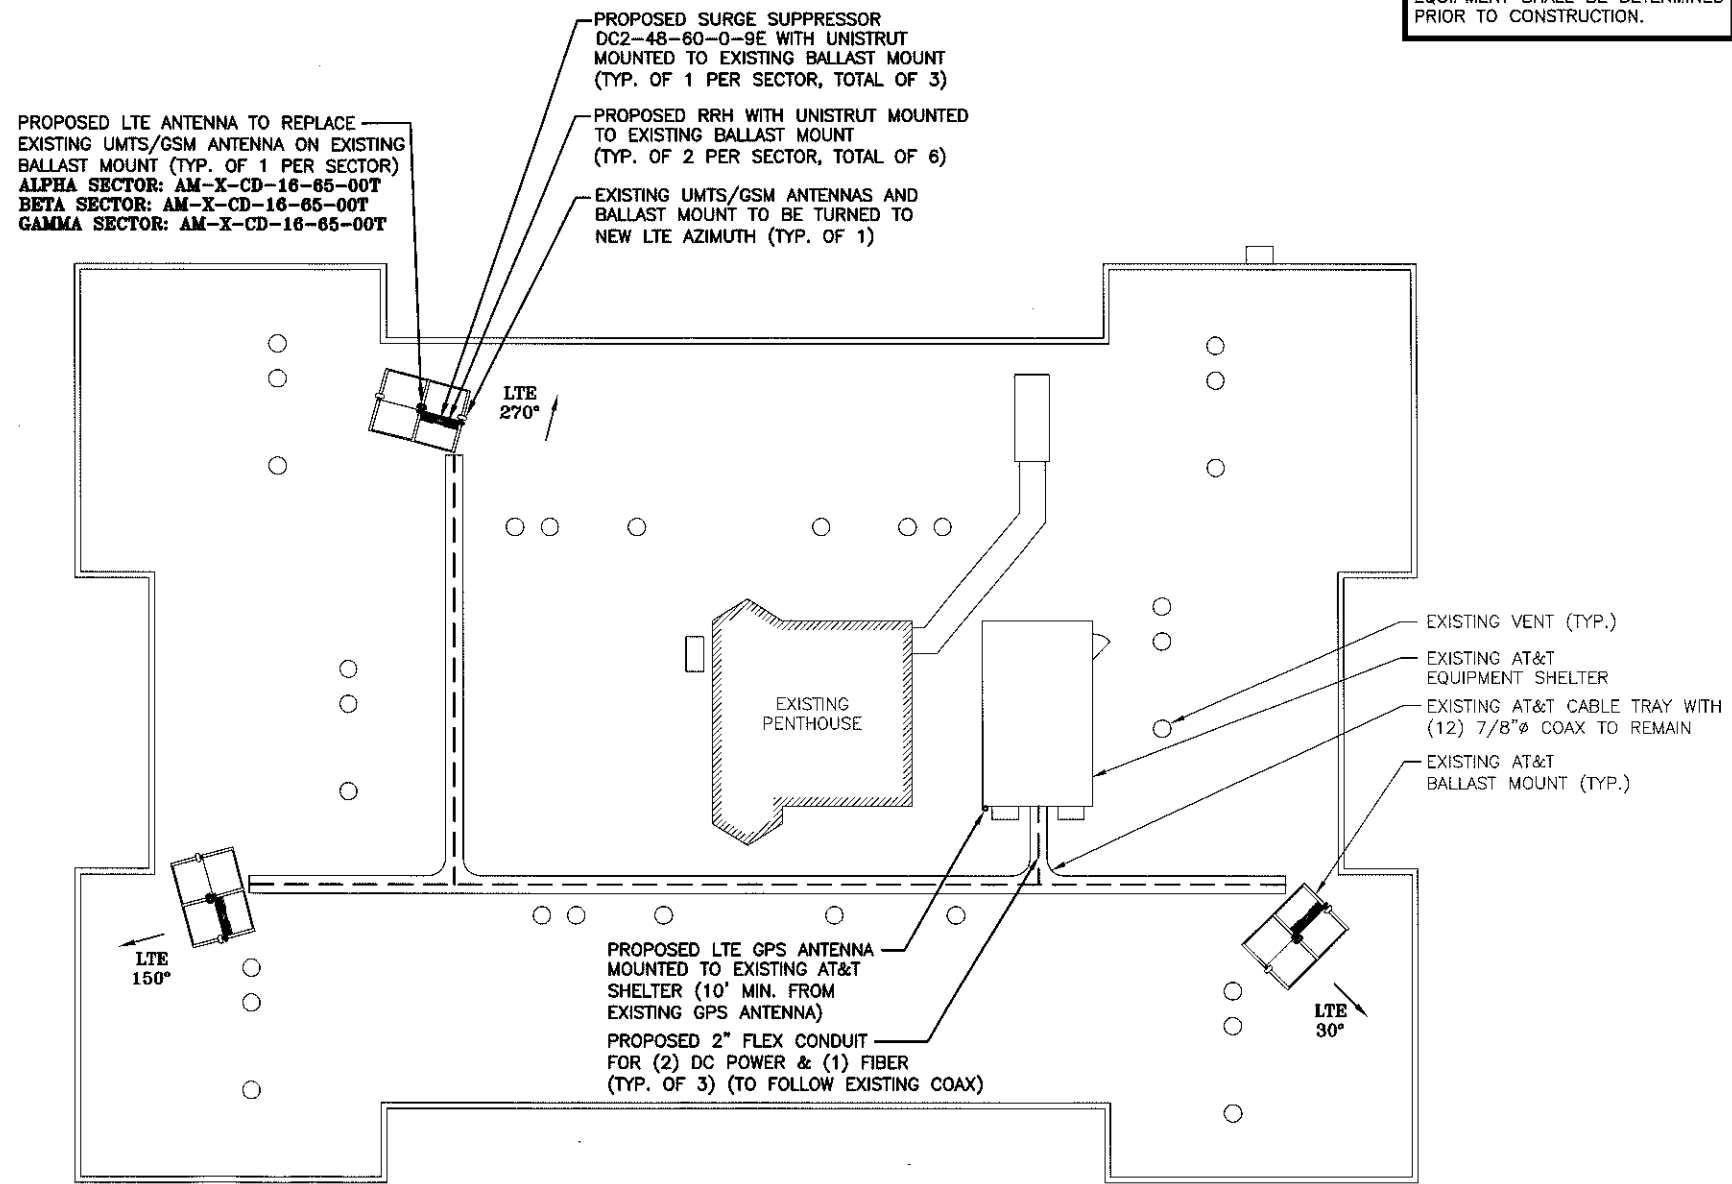 EQUIPMENT SHALL BE DETERMINED
PRIOR TO CONSTRUCTION.
PROPOSED SURGE SUPPRESSOR
DC2-48-60-0-9E WITH UNISTRUT
MOUNTED TO EXISTING BALLAST MOUNT
(TYP. OF 1 PER SECTOR, TOTAL OF 3)
PROPOSED RRH WITH UNISTRUT MOUNTED
TO EXISTING BALLAST MOUNT
(TYP. OF 2 PER SECTOR, TOTAL OF 6)
EXISTING UMTS/GSM ANTENNAS AND
BALLAST MOUNT TO BE TURNED TO
NEW LTE AZIMUTH (TYP. OF 1)
PROPOSED LTE ANTENNA TO REPLACE
EXISTING UMTS/GSM ANTENNA ON EXISTING
BALLAST MOUNT (TYP. OF 1 PER SECTOR)
ALPHA SECTOR: AM-X-CD-16-65-00T
BETA SECTOR: AM-X-CD-16-65-00T
GAMMA SECTOR: AM-X-CD-16-65-00T
LTE
270°
EXISTING
PENTHOUSE
EXISTING VENT (TYP.)
EXISTING AT&T
EQUIPMENT SHELTER
EXISTING AT&T CABLE TRAY WITH
(12) 7/8"ø COAX TO REMAIN
EXISTING AT&T
BALLAST MOUNT (TYP.)
LTE
150°
PROPOSED LTE GPS ANTENNA
MOUNTED TO EXISTING AT&T
SHELTER (10' MIN. FROM
EXISTING GPS ANTENNA)
PROPOSED 2" FLEX CONDUIT
FOR (2) DC POWER & (1) FIBER
(TYP. OF 3) (TO FOLLOW EXISTING COAX)
LTE
30°